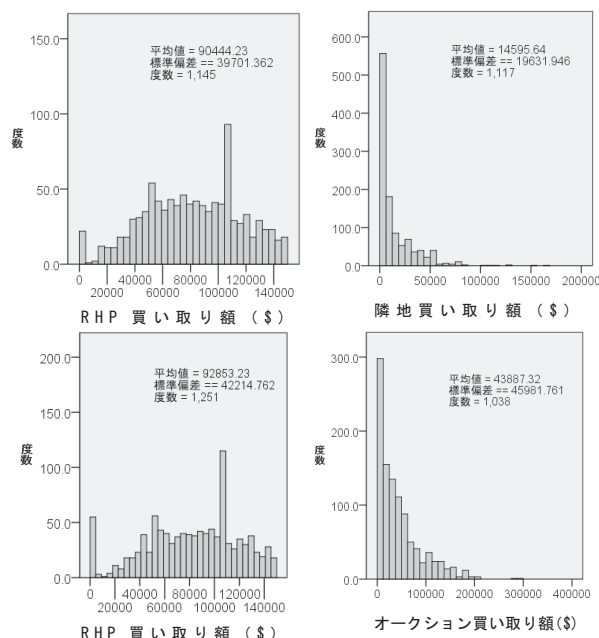 150.0
100.0
50.0
0.0
度数
平均値 = 90444.23
標準偏差 == 39701.362
度数 = 1,145
0 40000 80000 120000
20000 60000 100000 140000
RHP 買い取り額 ($)
600.0
500.0
400.0
300.0
200.0
100.0
0.0
度数
平均値 = 14595.64
標準偏差 == 19631.946
度数 = 1,117
0 50000 100000 150000 200000
隣地買い取り額 ($)
200.0
150.0
100.0
50.0
0.0
度数
平均値 = 92853.23
標準偏差 == 42214.762
度数 = 1,251
0 40000 80000 120000
20000 60000 100000 140000
RHP 買い取り額 ($)
300.0
200.0
100.0
0.0
度数
平均値 = 43887.32
標準偏差 == 45981.761
度数 = 1,038
0 100000 200000 300000 400000
オークション買い取り額($)